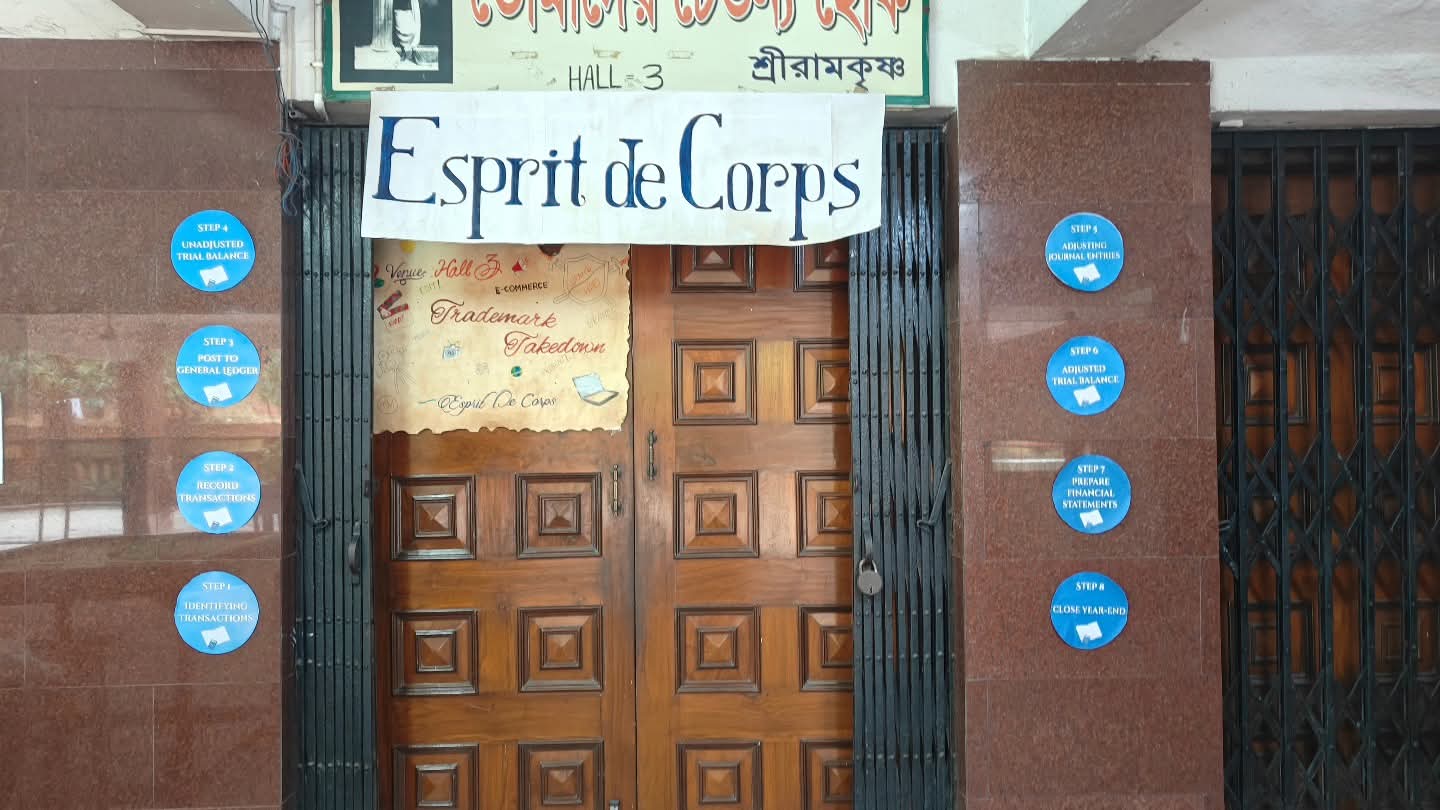 তোমাদের চৈতন্য হোক
HALL - 3
শ্রীরামকৃষ্ণ
Esprit de Corps
Venue: Hall 3
E-COMMERCE
Trademark
Takedown
Esprit De Corps
STEP 4
UNADJUSTED
TRIAL BALANCE
STEP 3
POST TO
GENERAL LEDGER
STEP 2
RECORD
TRANSACTIONS
STEP 1
IDENTIFYING
TRANSACTIONS
STEP 5
ADJUSTING
JOURNAL ENTRIES
STEP 6
ADJUSTED
TRIAL BALANCE
STEP 7
PREPARE
FINANCIAL
STATEMENTS
STEP 8
CLOSE YEAR-END